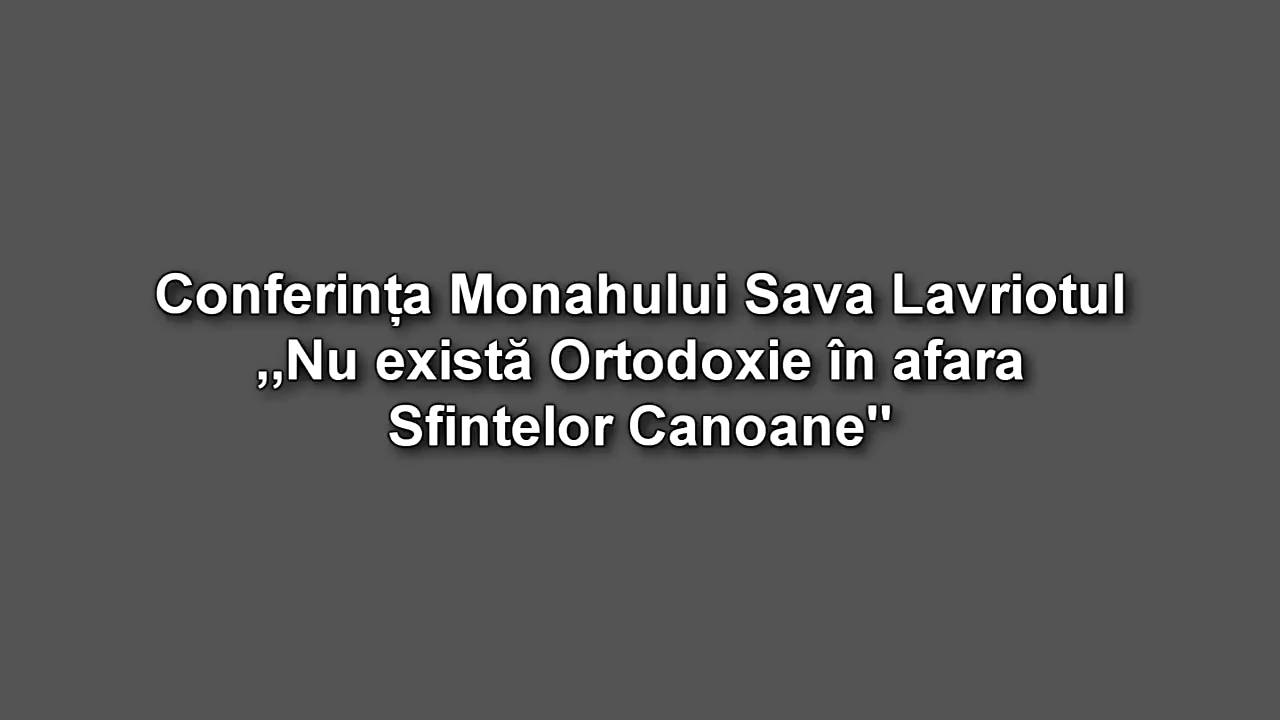 Conferința Monahului Sava Lavriotul
,,Nu există Ortodoxie în afara
Sfintelor Canoane"